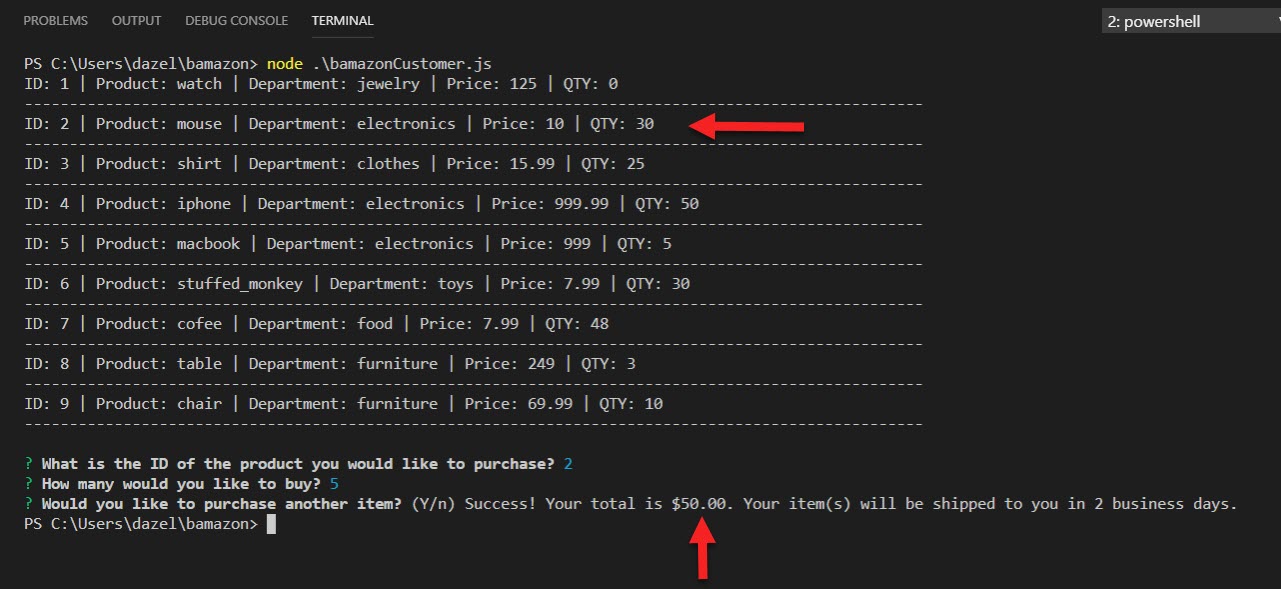 PROBLEMS OUTPUT DEBUG CONSOLE TERMINAL 2: powershell
PS C:\Users\dazel\bamazon> node .\bamazonCustomer.js
ID: 1 | Product: watch | Department: jewelry | Price: 125 | QTY: 0
----------------------------------------------------------------------------------------------------
ID: 2 | Product: mouse | Department: electronics | Price: 10 | QTY: 30
----------------------------------------------------------------------------------------------------
ID: 3 | Product: shirt | Department: clothes | Price: 15.99 | QTY: 25
----------------------------------------------------------------------------------------------------
ID: 4 | Product: iphone | Department: electronics | Price: 999.99 | QTY: 50
----------------------------------------------------------------------------------------------------
ID: 5 | Product: macbook | Department: electronics | Price: 999 | QTY: 5
----------------------------------------------------------------------------------------------------
ID: 6 | Product: stuffed_monkey | Department: toys | Price: 7.99 | QTY: 30
----------------------------------------------------------------------------------------------------
ID: 7 | Product: cofee | Department: food | Price: 7.99 | QTY: 48
----------------------------------------------------------------------------------------------------
ID: 8 | Product: table | Department: furniture | Price: 249 | QTY: 3
----------------------------------------------------------------------------------------------------
ID: 9 | Product: chair | Department: furniture | Price: 69.99 | QTY: 10
----------------------------------------------------------------------------------------------------
? What is the ID of the product you would like to purchase? 2
? How many would you like to buy? 5
? Would you like to purchase another item? (Y/n) Success! Your total is $50.00. Your item(s) will be shipped to you in 2 business days.
PS C:\Users\dazel\bamazon>